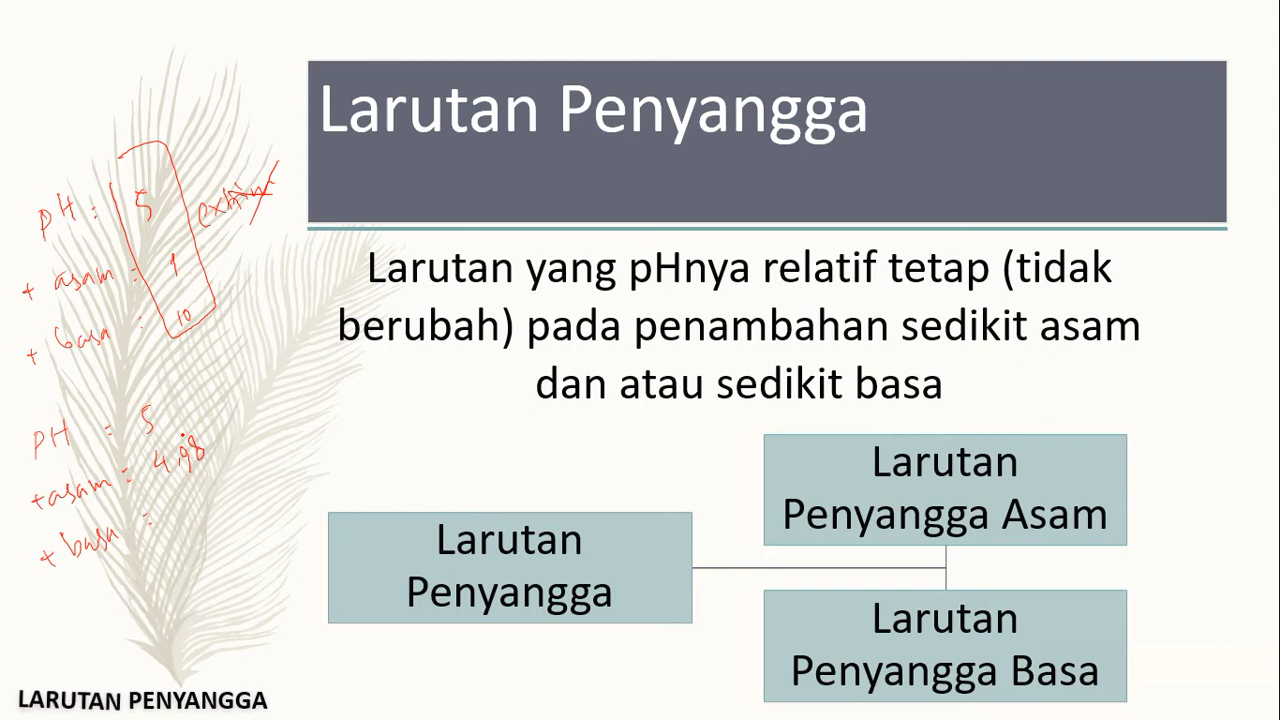 Larutan Penyangga
Larutan yang pHnya relatif tetap (tidak
berubah) pada penambahan sedikit asam
dan atau sedikit basa
Larutan
Penyangga
Larutan
Penyangga Asam
Larutan
Penyangga Basa
PH : 5
+ asam : 1
+ basa : 10
PH = 5
+asam : 4,98
+ basa :
LARUTAN PENYANGGA